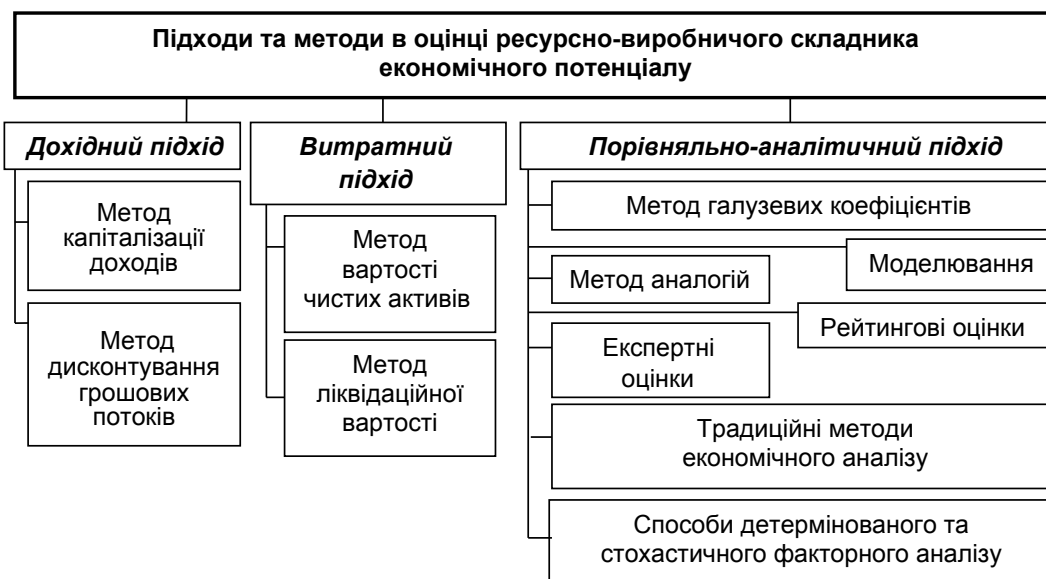 Підходи та методи в оцінці ресурсно-виробничого складника
економічного потенціалу
Дохідний підхід
Метод
капіталізації
доходів
Метод
дисконтування
грошових
потоків
Витратний
підхід
Метод
вартості
чистих активів
Метод
ліквідаційної
вартості
Порівняльно-аналітичний підхід
Метод галузевих коефіцієнтів
Моделювання
Метод аналогій
Рейтингові оцінки
Експертні
оцінки
Традиційні методи
економічного аналізу
Способи детермінованого та
стохастичного факторного аналізу